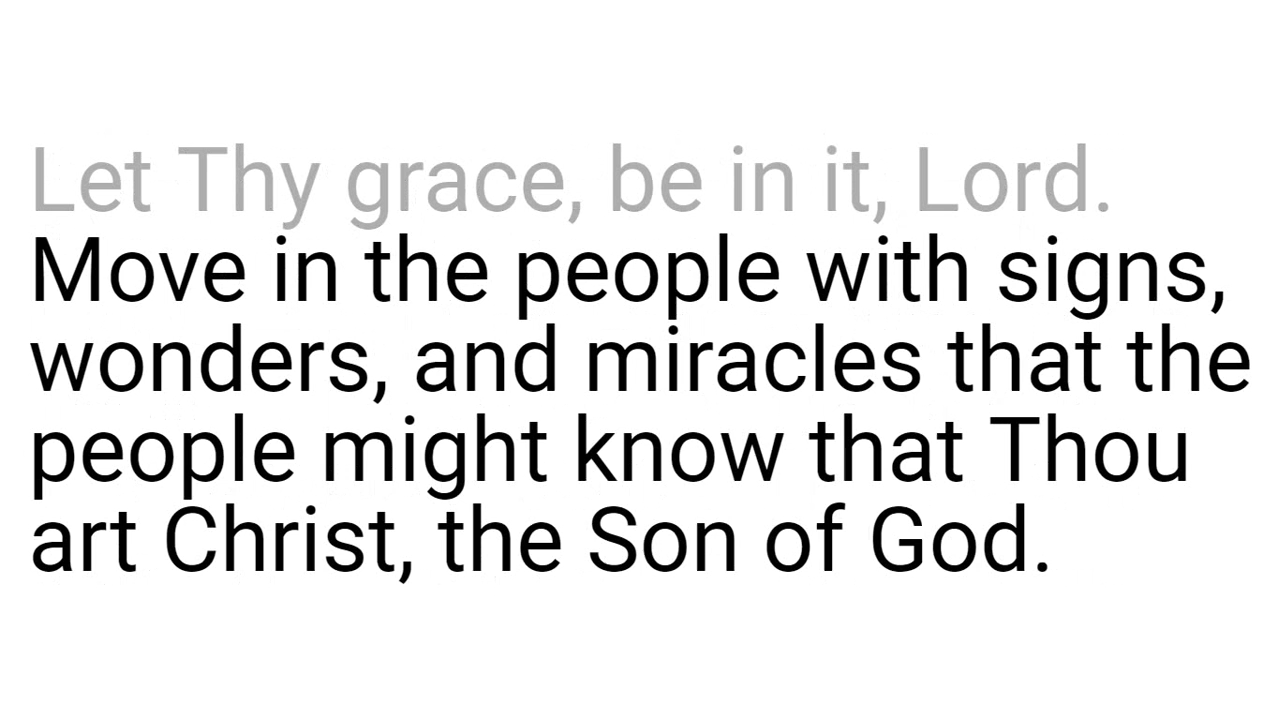 Let Thy grace, be in it, Lord.
Move in the people with signs,
wonders, and miracles that the
people might know that Thou
art Christ, the Son of God.